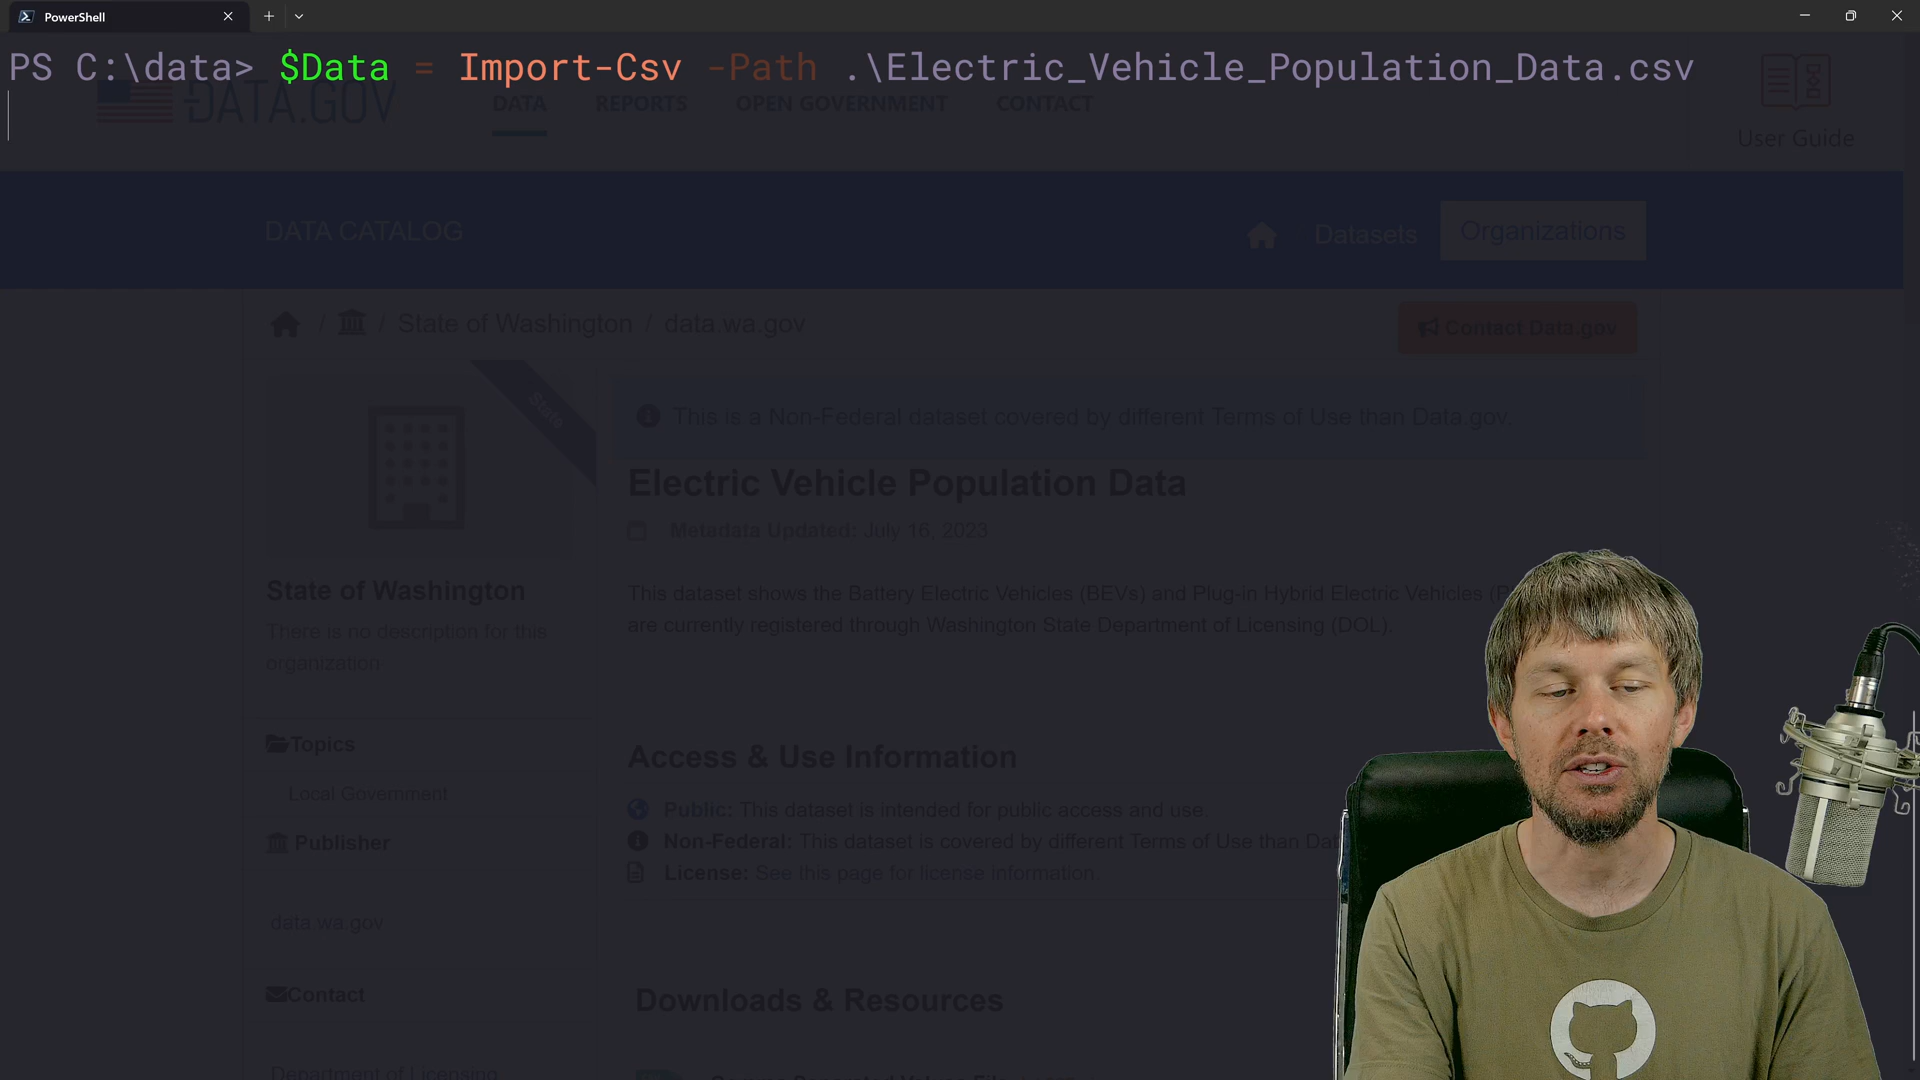 PowerShell
PS C:\data> $Data = Import-Csv -Path .\Electric_Vehicle_Population_Data.csv
DATA.GOV
DATA
REPORTS
OPEN GOVERNMENT
CONTACT
User Guide
DATA CATALOG
Datasets
Organizations
/ / State of Washington / data.wa.gov
Contact Data.gov
State
This is a Non-Federal dataset covered by different Terms of Use than Data.gov.
Electric Vehicle Population Data
Metadata Updated: July 16, 2023
State of Washington
There is no description for this
organization
This dataset shows the Battery Electric Vehicles (BEVs) and Plug-in Hybrid Electric Vehicles (P
are currently registered through Washington State Department of Licensing (DOL).
Topics
Local Government
Publisher
data.wa.gov
Contact
Department of Licensing
Access & Use Information
Public: This dataset is intended for public access and use.
Non-Federal: This dataset is covered by different Terms of Use than Dat
License: See this page for license information.
Downloads & Resources